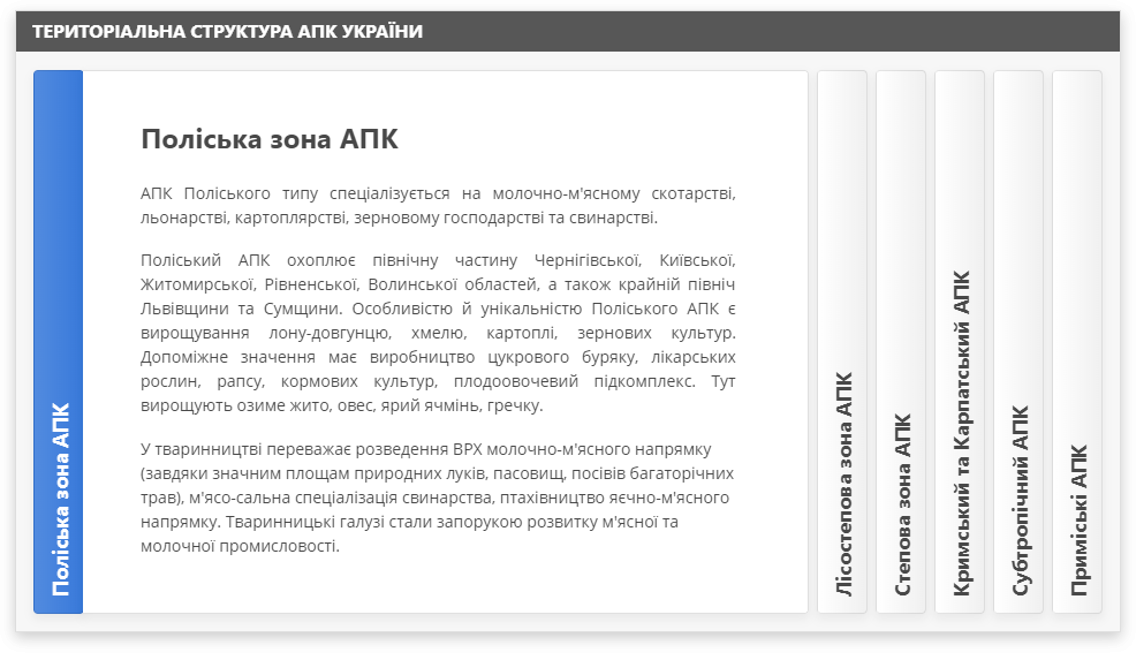 ТЕРИТОРІАЛЬНА СТРУКТУРА АПК УКРАЇНИ
Поліська зона АПК
Поліська зона АПК
АПК Поліського типу спеціалізується на молочно-м'ясному скотарстві,
льонарстві, картоплярстві, зерновому господарстві та свинарстві.
Поліський АПК охоплює північну частину Чернігівської, Київської,
Житомирської, Рівненської, Волинської областей, а також крайній північ
Львівщини та Сумщини. Особливістю й унікальністю Поліського АПК є
вирощування лону-довгунцю, хмелю, картоплі, зернових культур.
Допоміжне значення має виробництво цукрового буряку, лікарських
рослин, рапсу, кормових культур, плодоовочевий підкомплекс. Тут
вирощують озиме жито, овес, ярий ячмінь, гречку.
У тваринництві переважає розведення ВРХ молочно-м'ясного напрямку
(завдяки значним площам природних луків, пасовищ, посівів багаторічних
трав), м'ясо-сальна спеціалізація свинарства, птахівництво яєчно-м'ясного
напрямку. Тваринницькі галузі стали запорукою розвитку м'ясної та
молочної промисловості.
Лісостепова зона АПК
Степова зона АПК
Кримський та Карпатський АПК
Субтропічний АПК
Приміські АПК